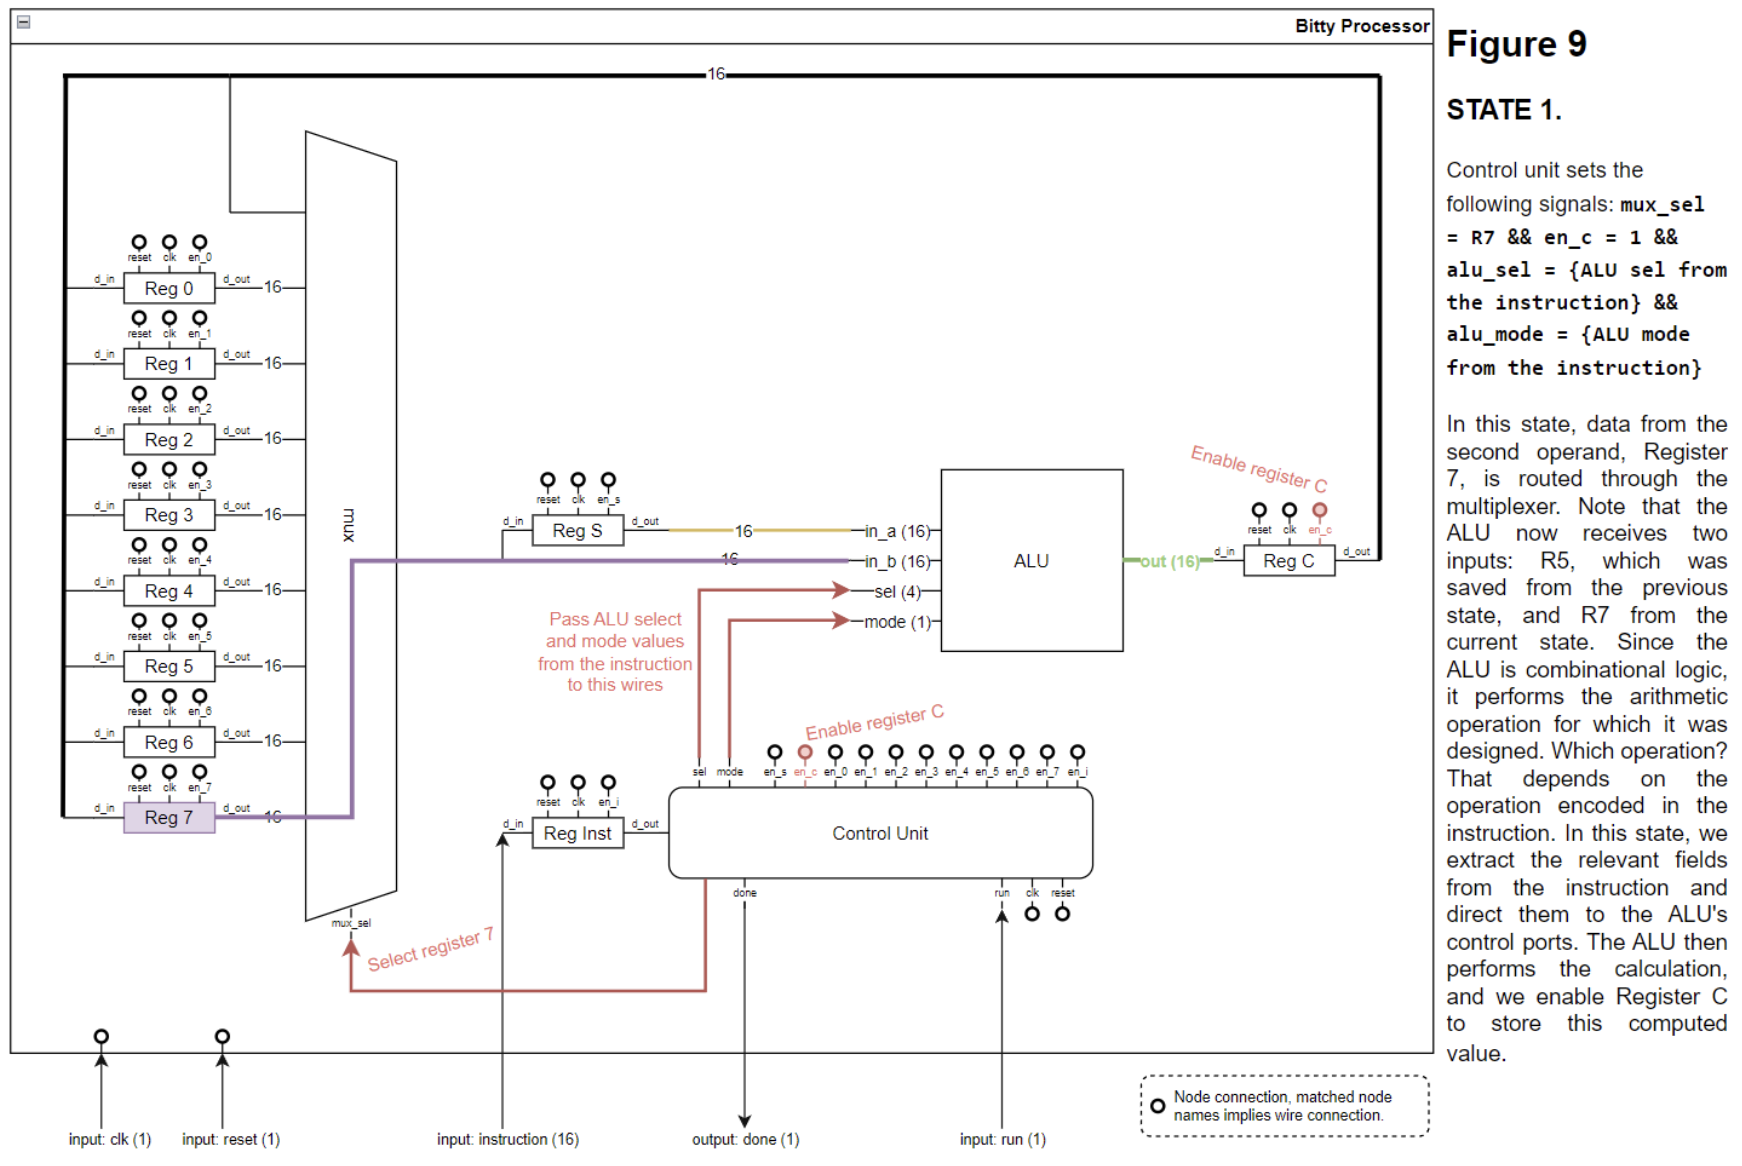 Bitty Processor
16
reset clk en_0
d_in Reg 0 d_out 16
reset clk en_1
d_in Reg 1 d_out 16
reset clk en_2
d_in Reg 2 d_out 16
reset clk en_3
d_in Reg 3 d_out 16
reset clk en_4
d_in Reg 4 d_out 16
reset clk en_5
d_in Reg 5 d_out 16
reset clk en_6
d_in Reg 6 d_out 16
reset clk en_7
d_in Reg 7 d_out 16
mux
mux_sel
Select register 7
reset clk en_s
d_in Reg S d_out 16
16
in_a (16)
in_b (16)
sel (4)
mode (1)
ALU
out (16)
Enable register C
reset clk en_c
d_in Reg C d_out
Pass ALU select
and mode values
from the instruction
to this wires
Enable register C
sel mode en_s en_c en_0 en_1 en_2 en_3 en_4 en_5 en_6 en_7 en_i
reset clk en_i
d_in Reg Inst d_out
Control Unit
done run clk reset
input: clk (1)
input: reset (1)
input: instruction (16)
output: done (1)
input: run (1)
Node connection, matched node
names implies wire connection.
Figure 9
STATE 1.
Control unit sets the
following signals: mux_sel
= R7 && en_c = 1 &&
alu_sel = {ALU sel from
the instruction} &&
alu_mode = {ALU mode
from the instruction}
In this state, data from the
second operand, Register
7, is routed through the
multiplexer. Note that the
ALU now receives two
inputs: R5, which was
saved from the previous
state, and R7 from the
current state. Since the
ALU is combinational logic,
it performs the arithmetic
operation for which it was
designed. Which operation?
That depends on the
operation encoded in the
instruction. In this state, we
extract the relevant fields
from the instruction and
direct them to the ALU's
control ports. The ALU then
performs the calculation,
and we enable Register C
to store this computed
value.